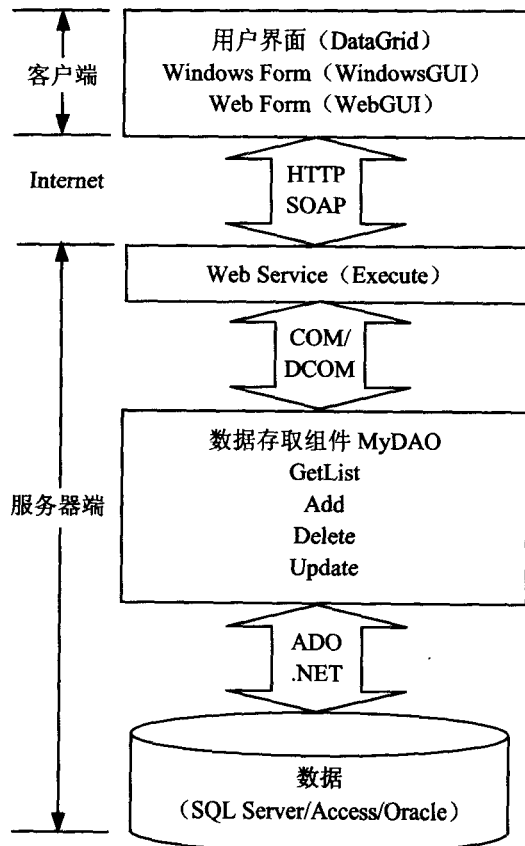 用户界面（DataGrid）
Windows Form（WindowsGUI）
Web Form（WebGUI）
客户端
Internet
HTTP
SOAP
Web Service（Execute）
COM/
DCOM
数据存取组件 MyDAO
GetList
Add
Delete
Update
服务器端
ADO
.NET
数据
（SQL Server/Access/Oracle）